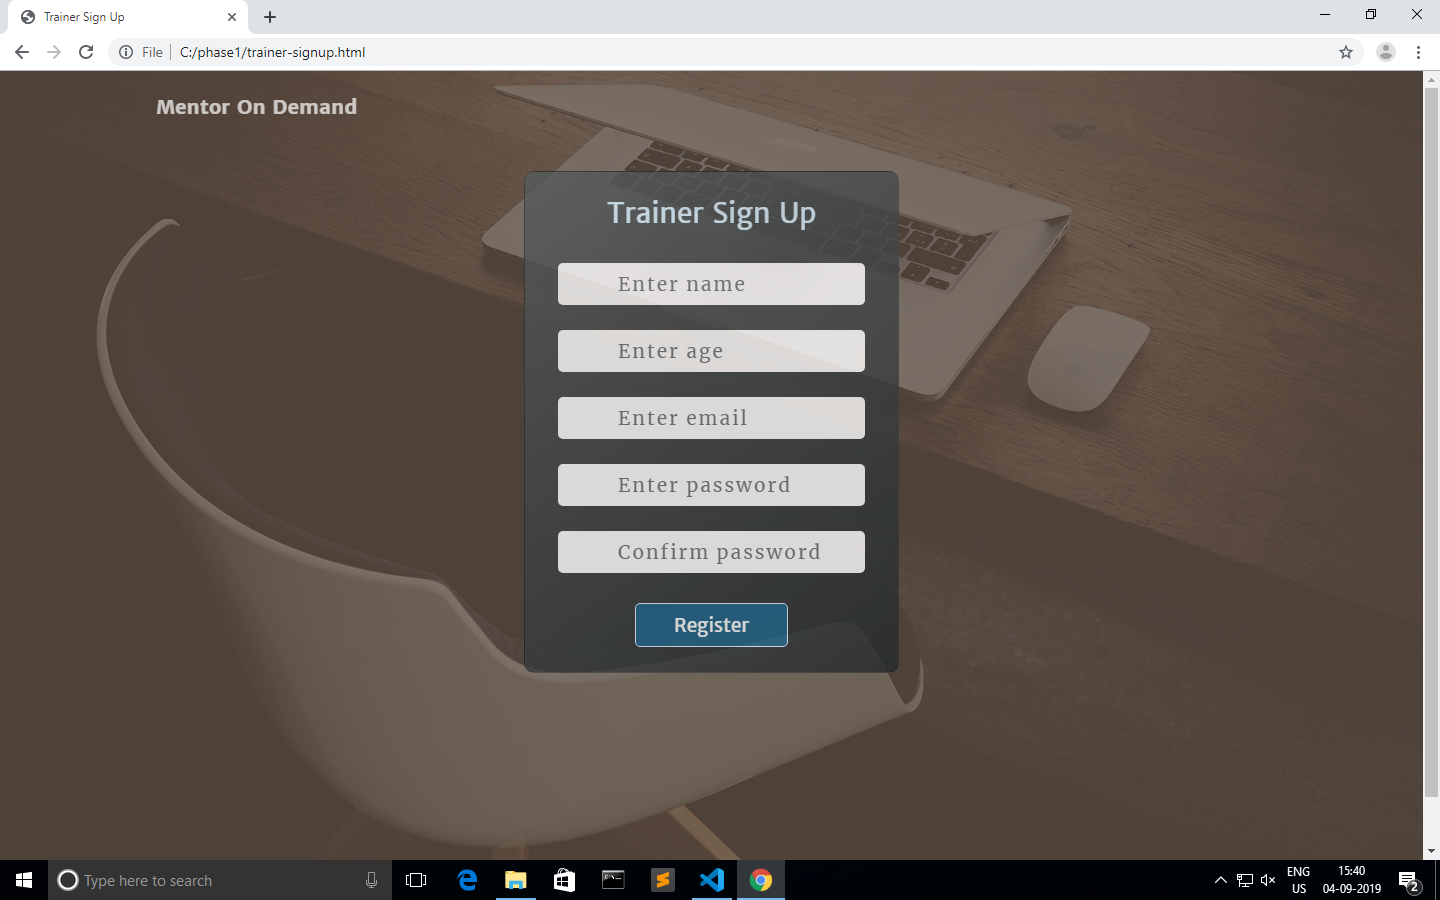 Trainer Sign Up
File
C:/phase1/trainer-signup.html
Mentor On Demand
Trainer Sign Up
Enter name
Enter age
Enter email
Enter password
Confirm password
Register
Type here to search
ENG
US
15:40
04-09-2019
2